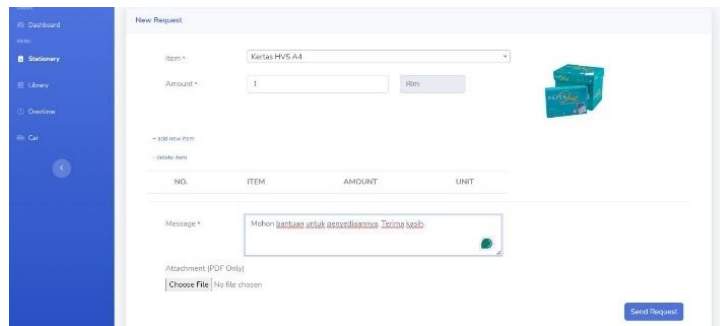 Dashboard
New Request
MENU
Stationery
Item *
Kertas HVS A4
Library
Amount *
1
Rim
Overtime
Car
+ add new item
- delete item
NO.
ITEM
AMOUNT
UNIT
Message *
Mohon bantuan untuk penyediaannya. Terima kasih.
Attachment (PDF Only)
Choose File
No file chosen
Send Request